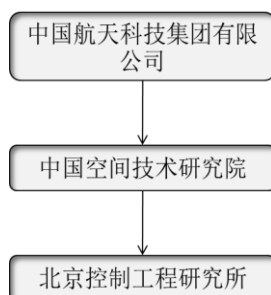 中国航天科技集团有限
公司
中国空间技术研究院
北京控制工程研究所